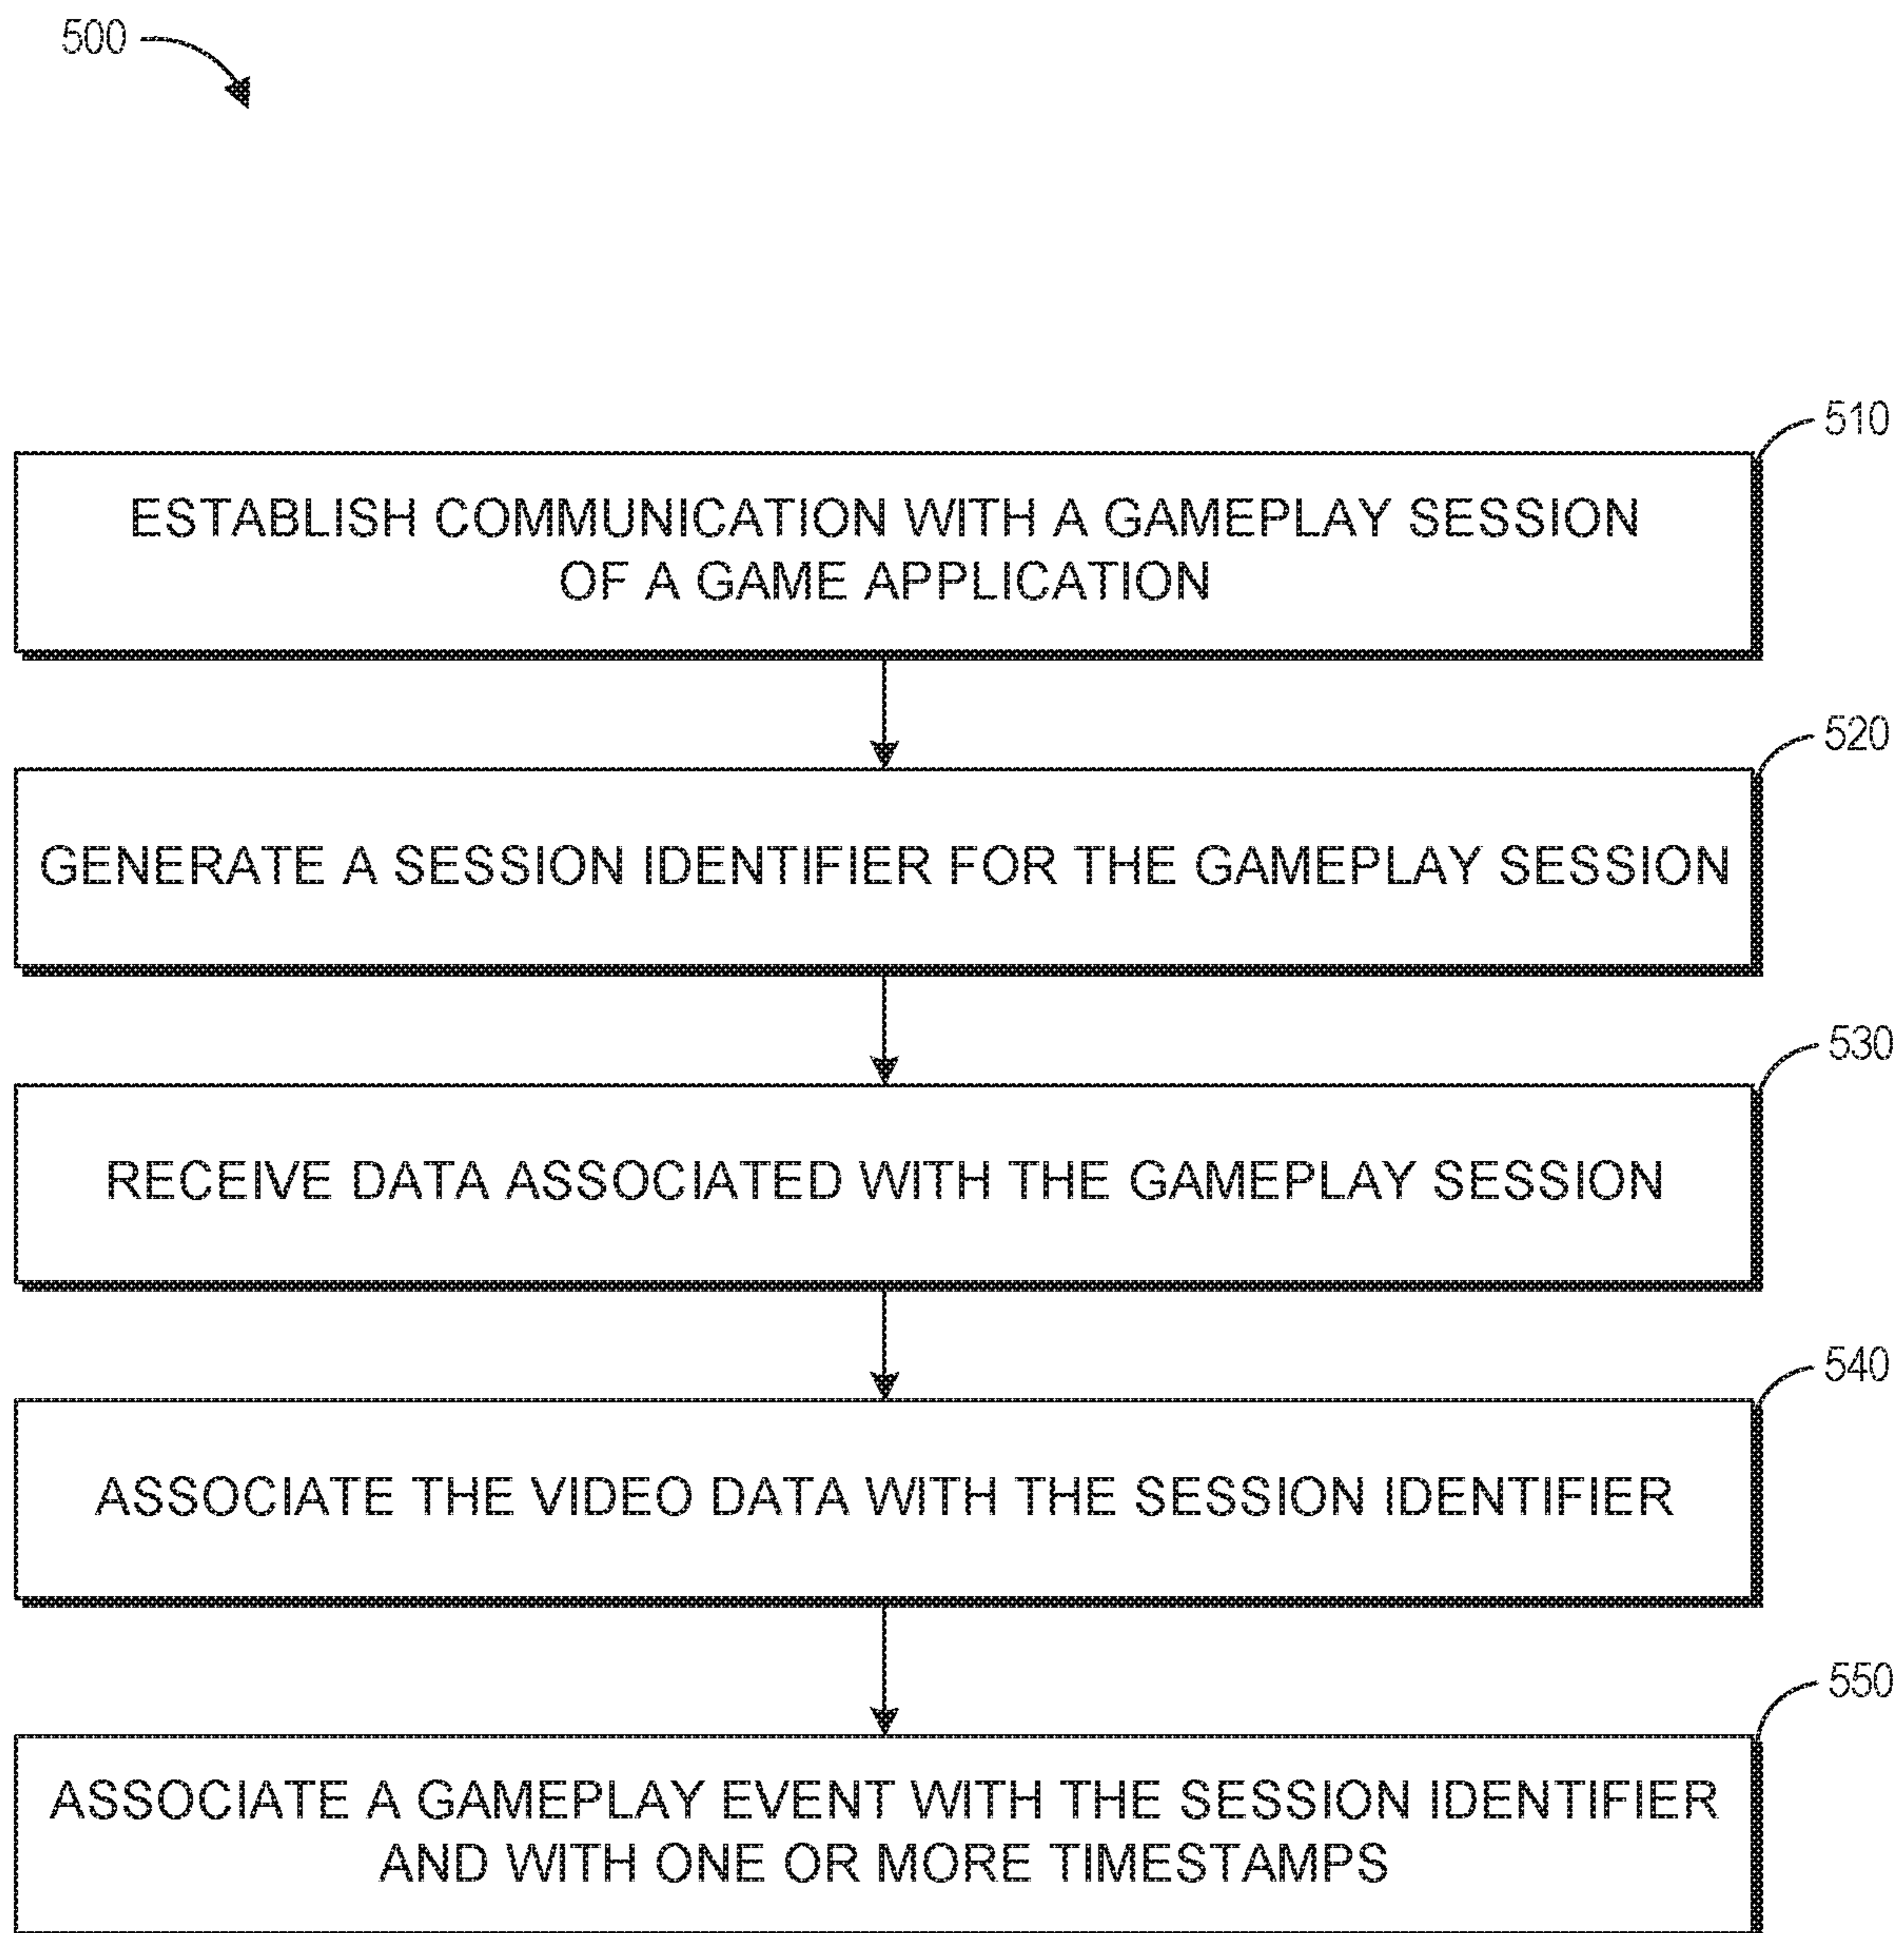 500
510
ESTABLISH COMMUNICATION WITH A GAMEPLAY SESSION
OF A GAME APPLICATION
520
GENERATE A SESSION IDENTIFIER FOR THE GAMEPLAY SESSION
530
RECEIVE DATA ASSOCIATED WITH THE GAMEPLAY SESSION
540
ASSOCIATE THE VIDEO DATA WITH THE SESSION IDENTIFIER
550
ASSOCIATE A GAMEPLAY EVENT WITH THE SESSION IDENTIFIER
AND WITH ONE OR MORE TIMESTAMPS